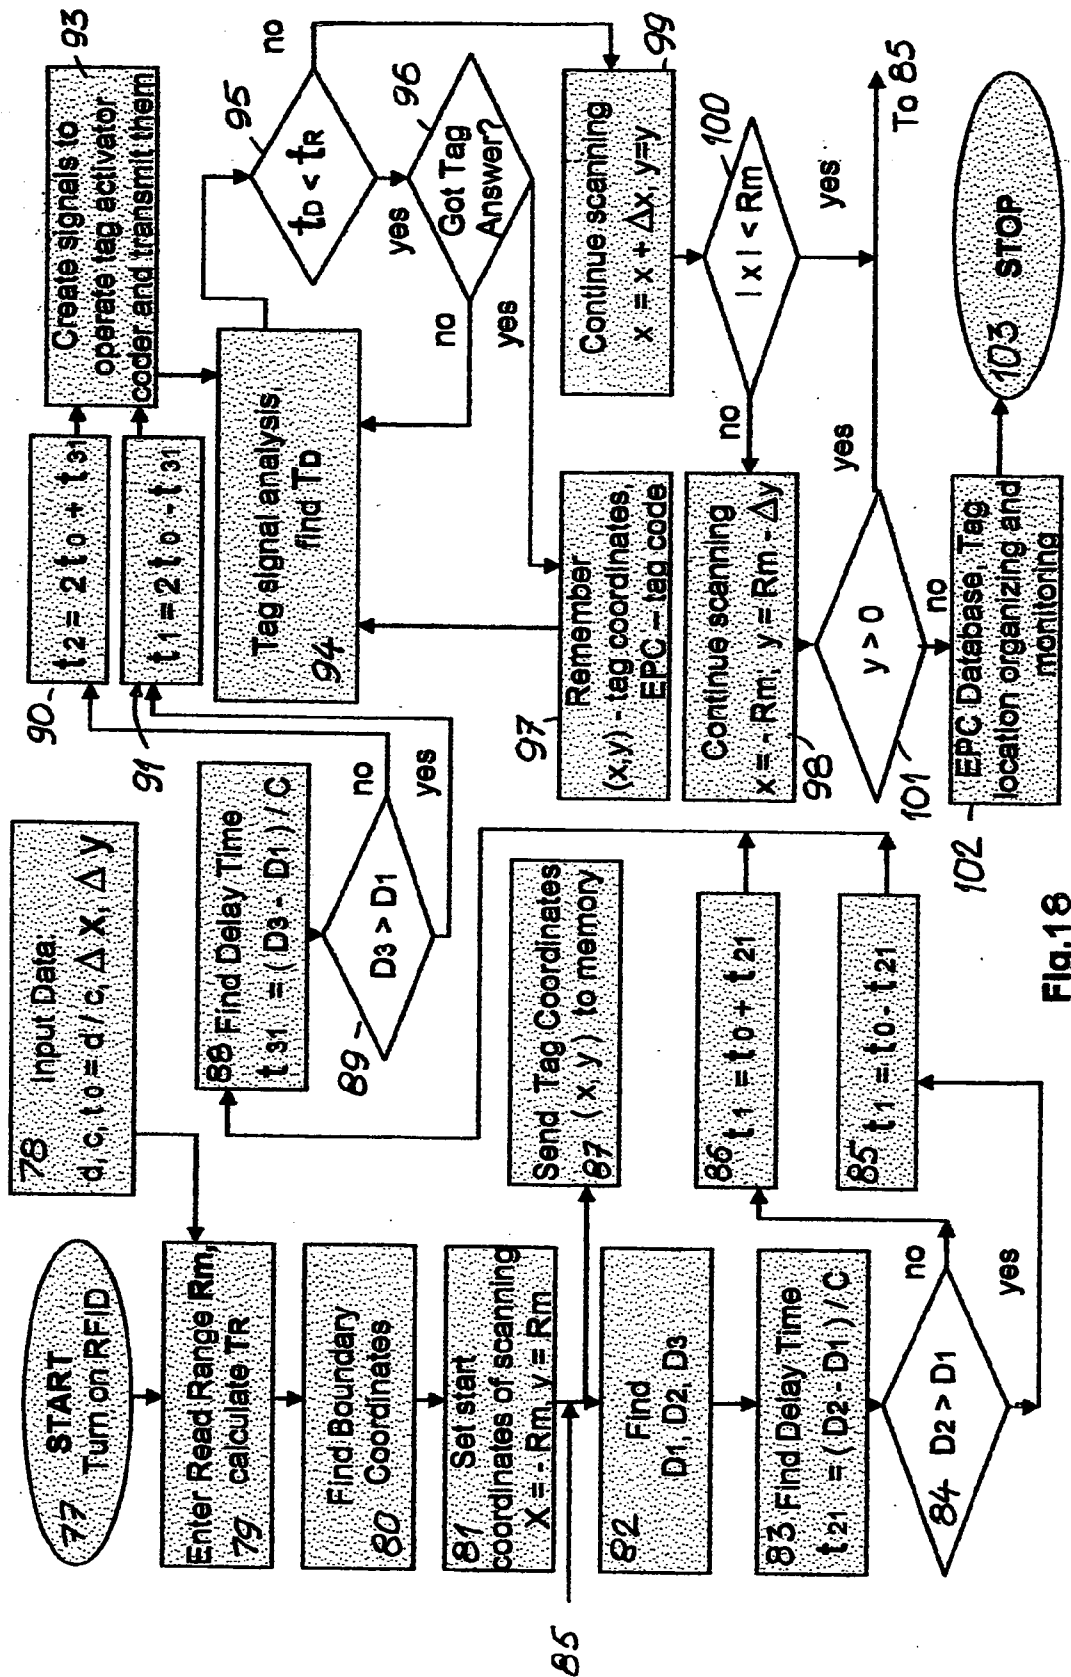 77
START
Turn on RFID
78
Input Data:
d, c, t0 = d / c, Δ X, Δ y
Enter Read Range Rm,
79 calculate TR
80
Find Boundary
Coordinates
81 Set start
coordinates of scanning
X = - Rm, y = Rm
85
82
Find
D1, D2, D3
83 Find Delay Time
t21 = ( D2 - D1 ) / C
84 D2 > D1
no
yes
85 t1 = t0 - t21
86 t1 = t0 + t21
Send Tag Coordinates
87 ( x, y ) to memory
88 Find Delay Time
t31 = ( D3 - D1 ) / C
89
D3 > D1
no
yes
90
t2 = 2 t0 + t31
91
t1 = 2 t0 - t31
93
Create signals to
operate tag activator
coder and transmit them
94
Tag signal analysis,
find TD
95
tD < tR
no
yes
96
Got Tag
Answer?
no
yes
97
Remember
(x,y) - tag coordinates,
EPC – tag code
99
Continue scanning
x = x + Δx, y=y
100
| x | < Rm
no
yes
98
Continue scanning
x = - Rm, y = Rm - Δy
101
y > 0
yes
To 85
no
102
EPC Database, Tag
location organizing and
monitoring
103 STOP
Fig.18